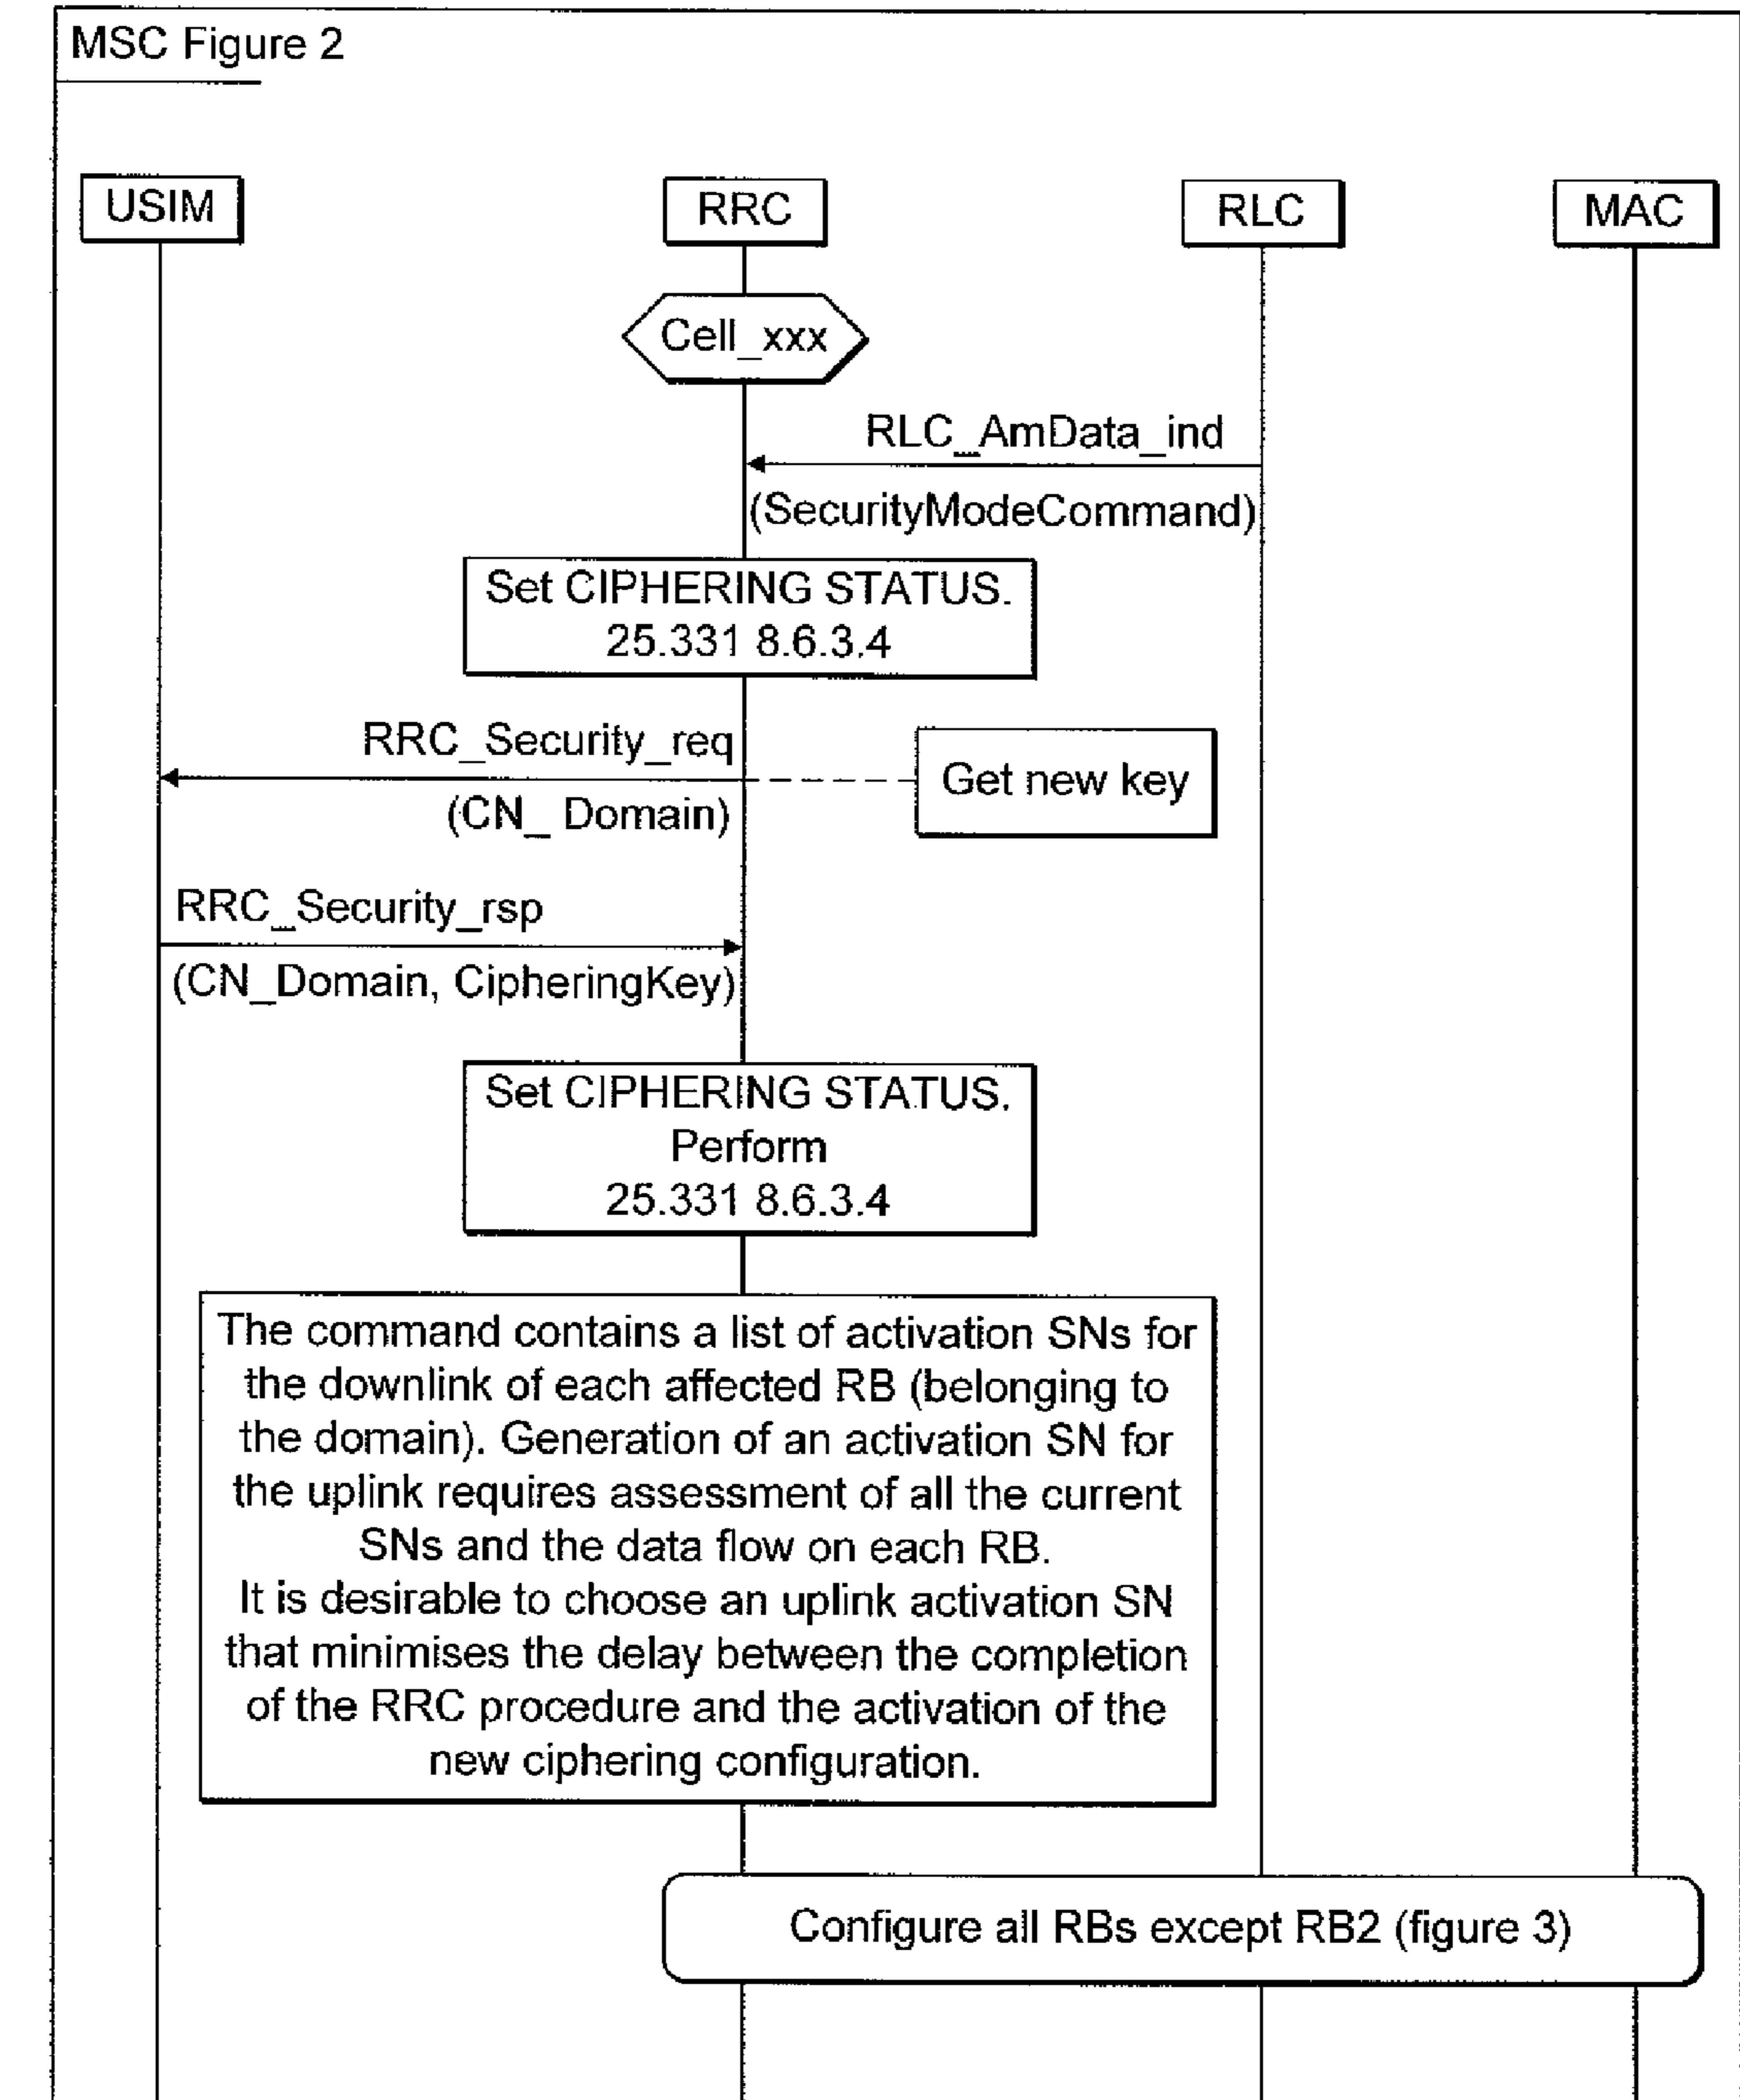 MSC Figure 2
USIM
RRC
RLC
MAC
Cell_xxx
RLC_AmData_ind
(SecurityModeCommand)
Set CIPHERING STATUS.
25.331 8.6.3.4
RRC_Security_req
(CN_ Domain)
Get new key
RRC_Security_rsp
(CN_Domain, CipheringKey)
Set CIPHERING STATUS.
Perform
25.331 8.6.3.4
The command contains a list of activation SNs for
the downlink of each affected RB (belonging to
the domain). Generation of an activation SN for
the uplink requires assessment of all the current
SNs and the data flow on each RB.
It is desirable to choose an uplink activation SN
that minimises the delay between the completion
of the RRC procedure and the activation of the
new ciphering configuration.
Configure all RBs except RB2 (figure 3)